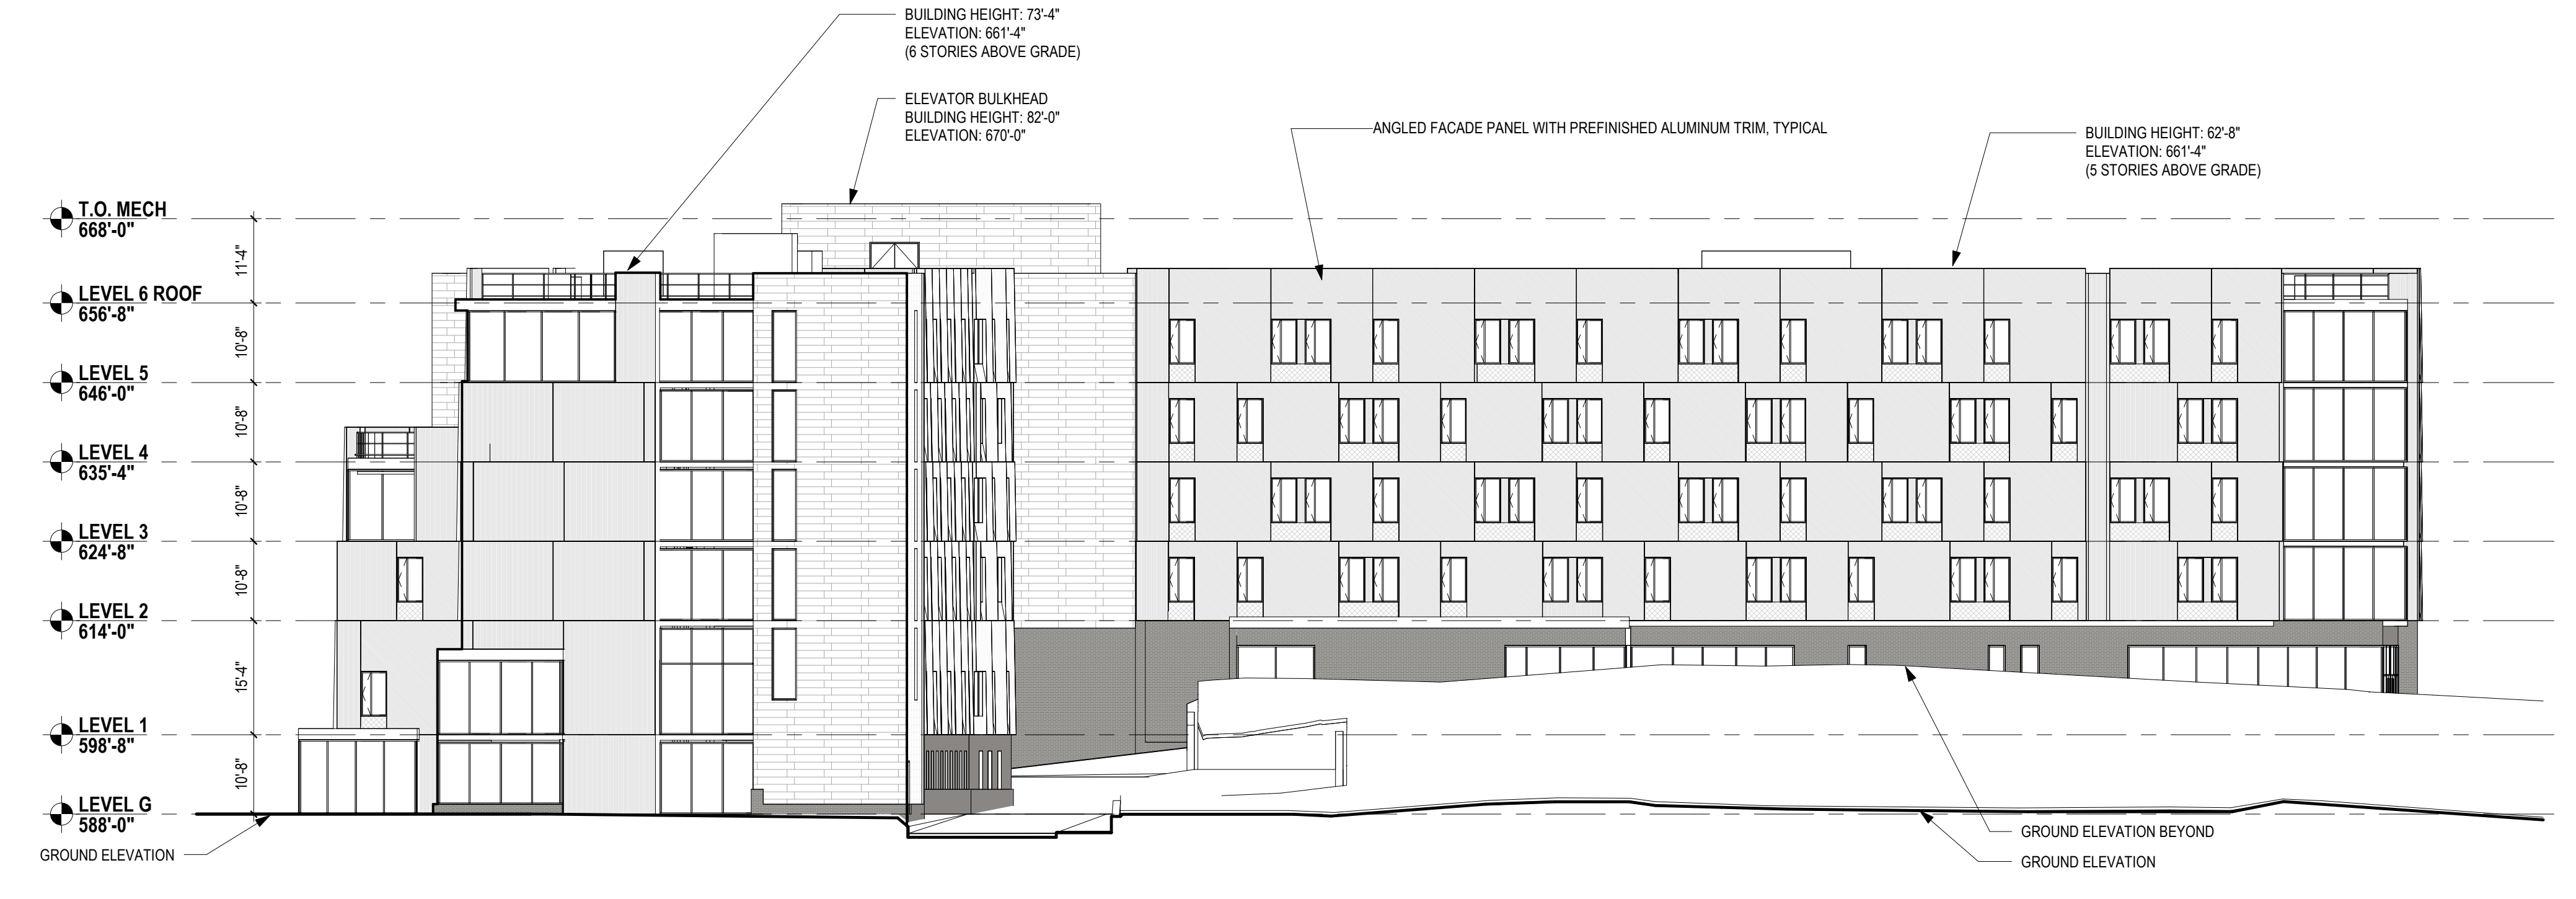 BUILDING HEIGHT: 73'-4"
ELEVATION: 661'-4"
(6 STORIES ABOVE GRADE)
ELEVATOR BULKHEAD
BUILDING HEIGHT: 82'-0"
ELEVATION: 670'-0"
ANGLED FACADE PANEL WITH PREFINISHED ALUMINUM TRIM, TYPICAL
BUILDING HEIGHT: 62'-8"
ELEVATION: 661'-4"
(5 STORIES ABOVE GRADE)
T.O. MECH
668'-0"
11'-4"
LEVEL 6 ROOF
656'-8"
10'-8"
LEVEL 5
646'-0"
10'-8"
LEVEL 4
635'-4"
10'-8"
LEVEL 3
624'-8"
10'-8"
LEVEL 2
614'-0"
15'-4"
LEVEL 1
598'-8"
10'-8"
LEVEL G
588'-0"
GROUND ELEVATION
GROUND ELEVATION BEYOND
GROUND ELEVATION